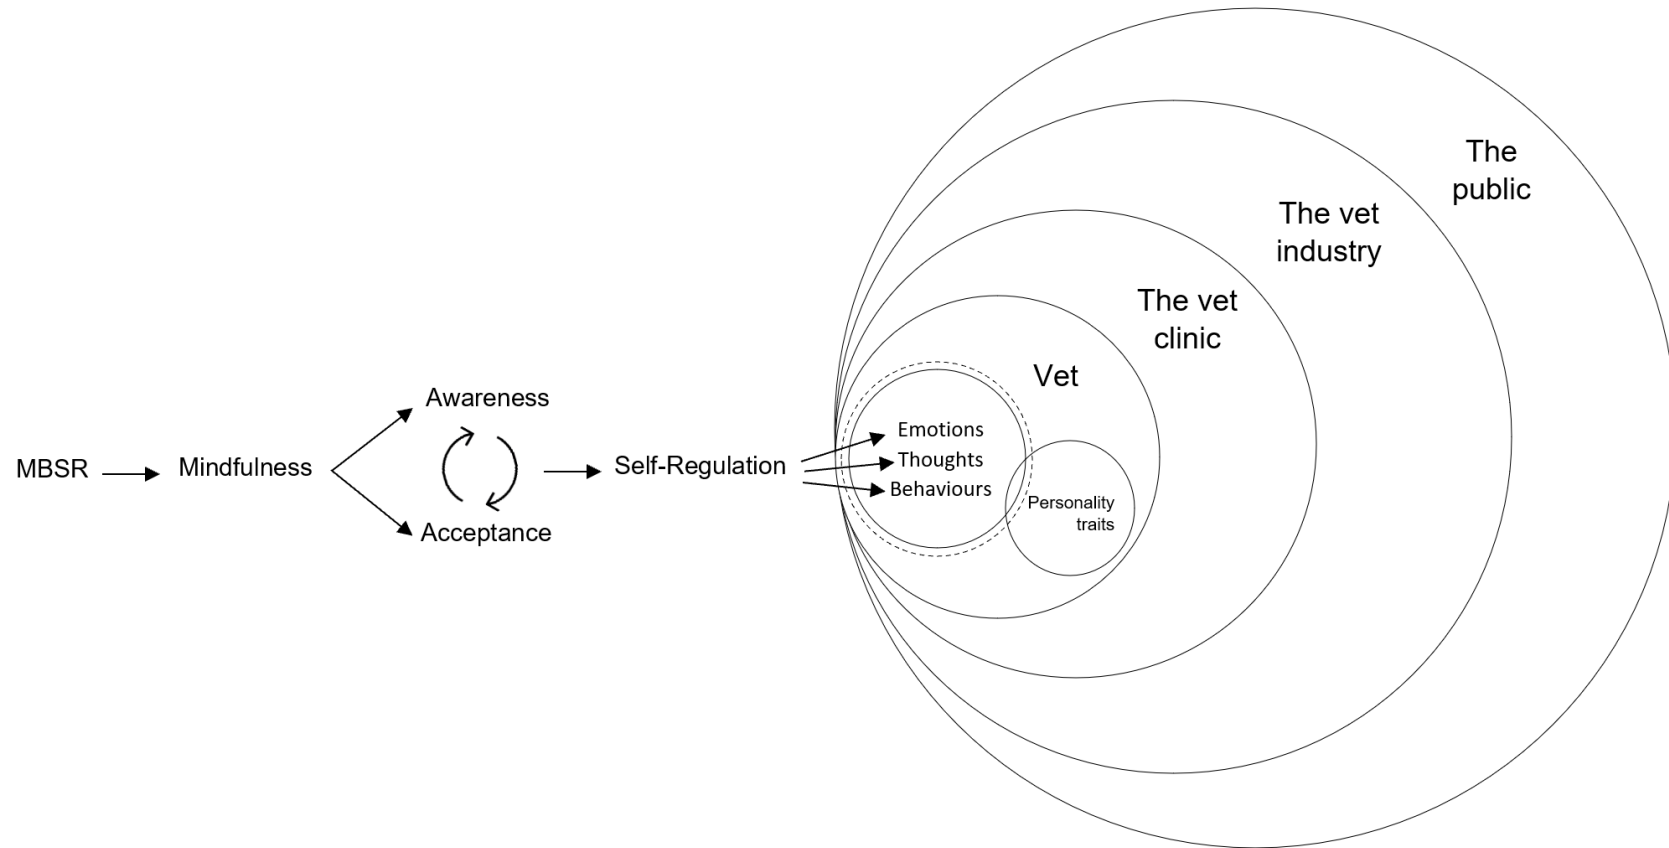 MBSR
Mindfulness
Awareness
Acceptance
Self-Regulation
Emotions
Thoughts
Behaviours
Personality
traits
Vet
The vet
clinic
The vet
industry
The
public